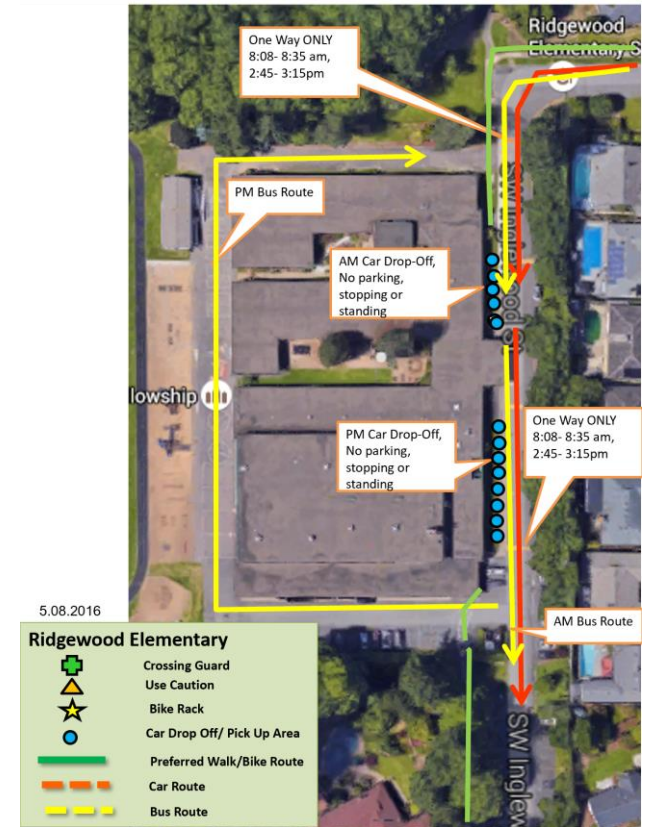 Ridgewood
Elementary S
One Way ONLY
8:08- 8:35 am,
2:45- 3:15pm
PM Bus Route
AM Car Drop-Off,
No parking,
stopping or
standing
lowship
PM Car Drop-Off,
No parking,
stopping or
standing
One Way ONLY
8:08- 8:35 am,
2:45- 3:15pm
AM Bus Route
SW Inglew
5.08.2016
Ridgewood Elementary
Crossing Guard
Use Caution
Bike Rack
Car Drop Off/ Pick Up Area
Preferred Walk/Bike Route
Car Route
Bus Route